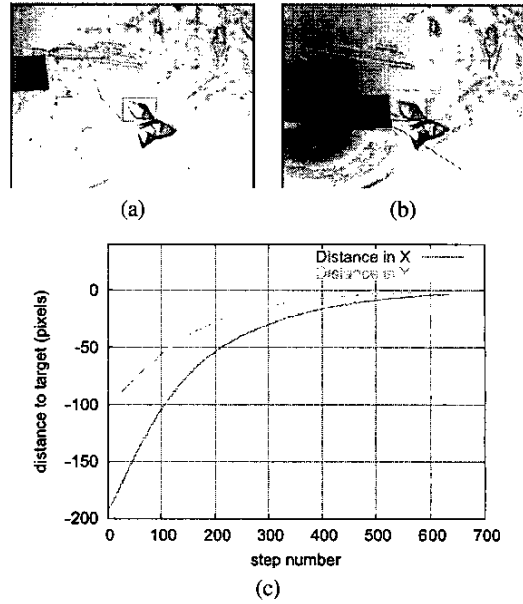 (a)
(b)
Distance in X
Distance in Y
distance to target (pixels)
0
-50
-100
-150
-200
0 100 200 300 400 500 600 700
step number
(c)